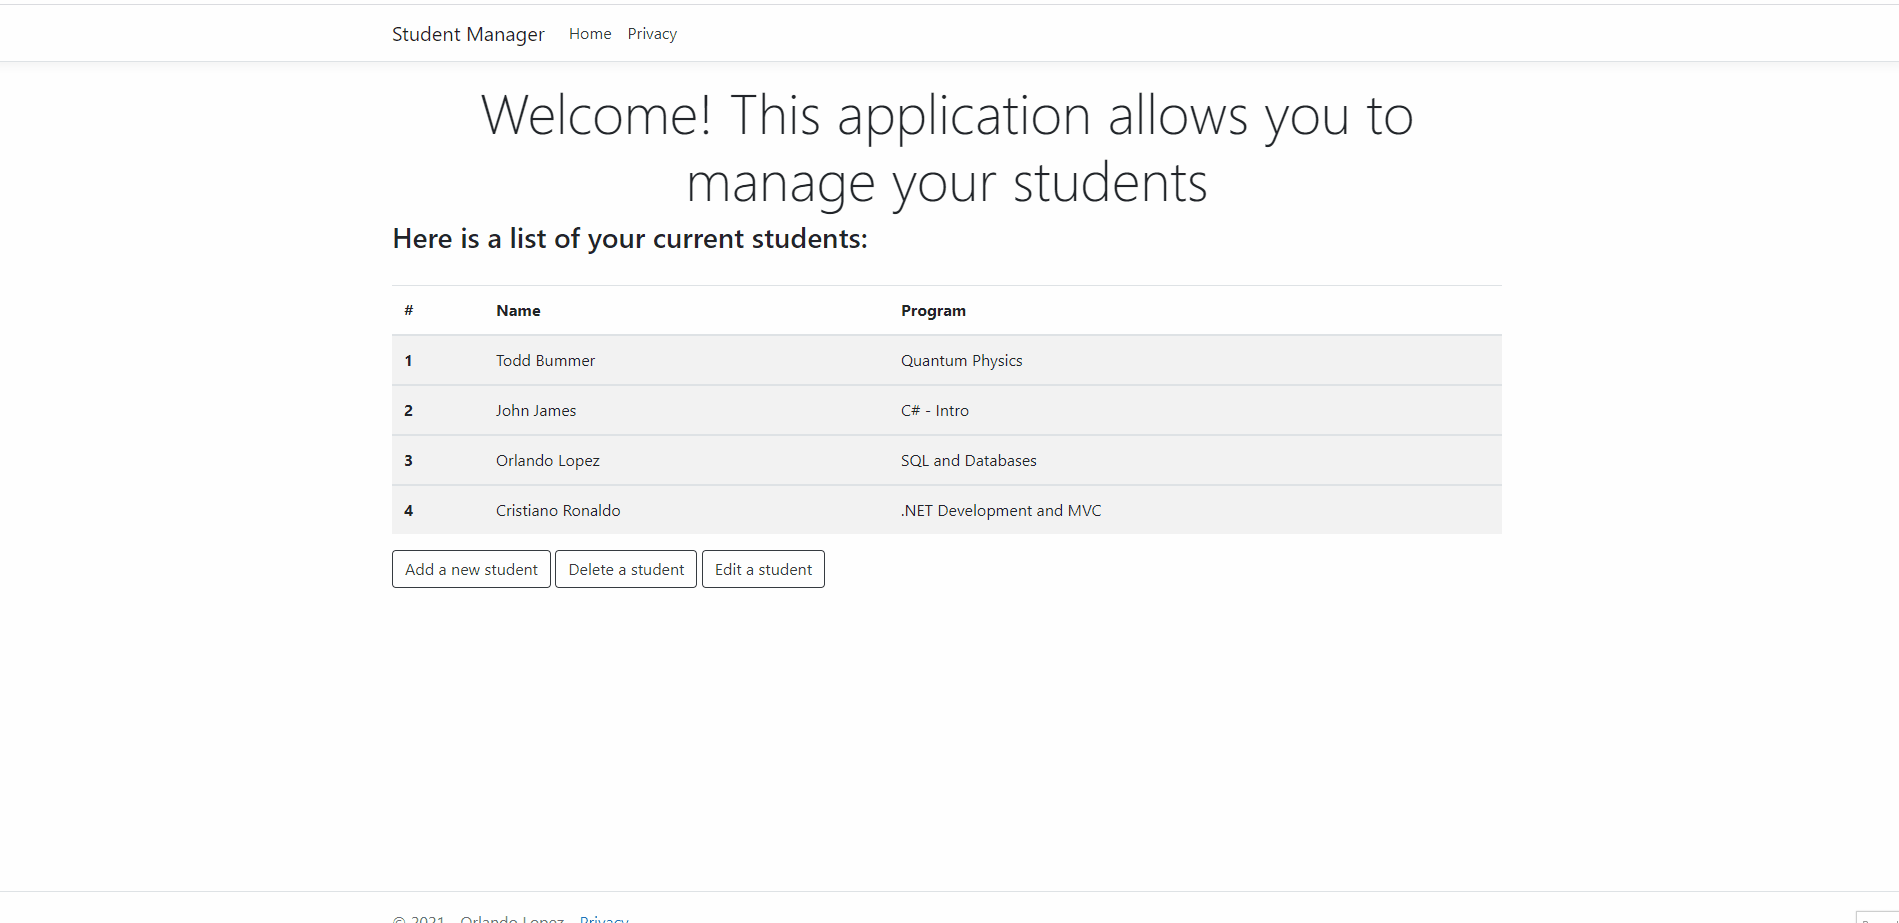 Student Manager Home Privacy
Welcome! This application allows you to
manage your students
Here is a list of your current students:
# Name Program
1 Todd Bummer Quantum Physics
2 John James C# - Intro
3 Orlando Lopez SQL and Databases
4 Cristiano Ronaldo .NET Development and MVC
Add a new student Delete a student Edit a student
© 2021 - Orlando Lopez - Privacy